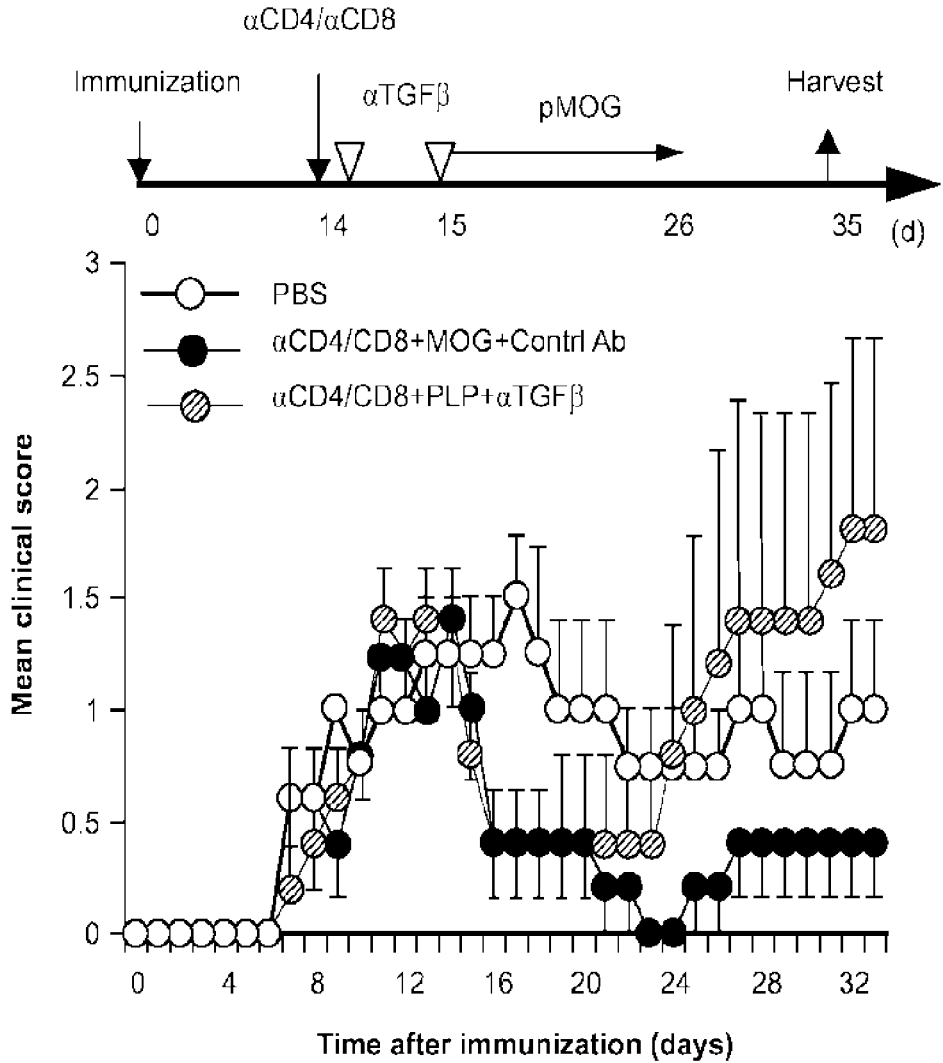 αCD4/αCD8
Immunization
αTGFβ
pMOG
Harvest
0 14 15 26 35 (d)
3
PBS
αCD4/CD8+MOG+Contrl Ab
αCD4/CD8+PLP+αTGFβ
2.5
2
1.5
1
0.5
0
Mean clinical score
0 4 8 12 16 20 24 28 32
Time after immunization (days)